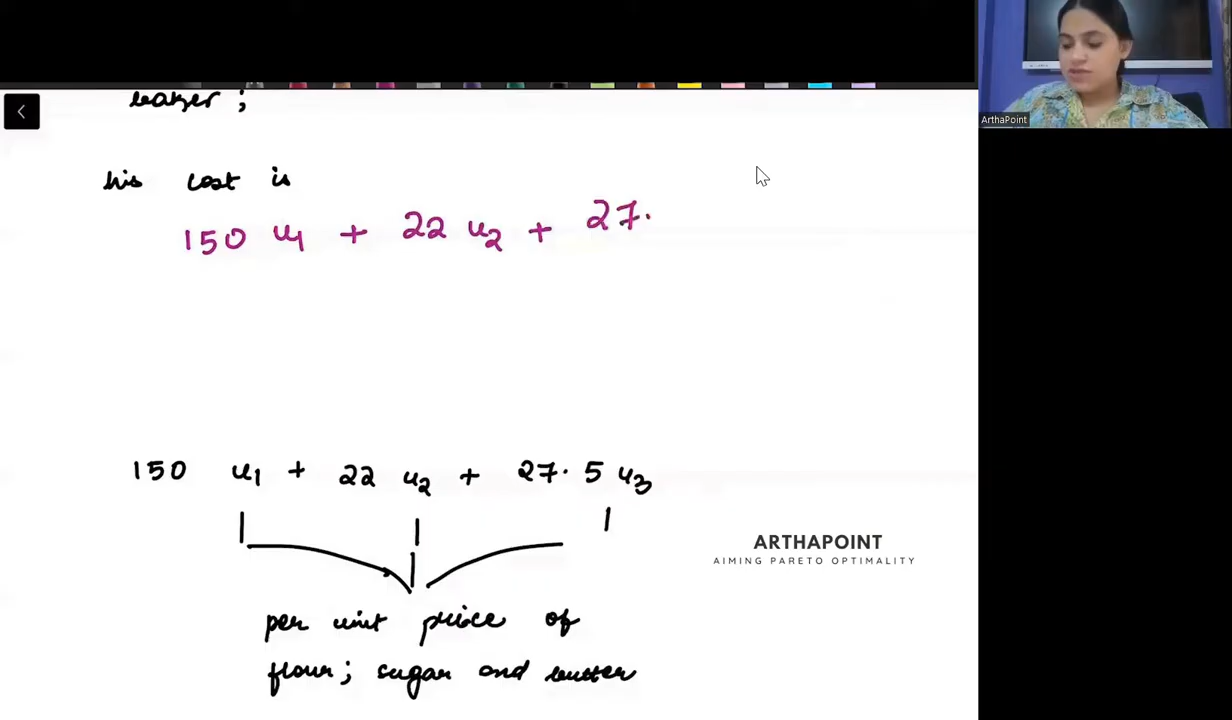 baker;
his cost is
150 u1 + 22 u2 + 27.
150 u1 + 22 u2 + 27.5 u3
per unit price of
flour; sugar and butter
ARTHAPOINT
AIMING PARETO OPTIMALITY
ArthaPoint